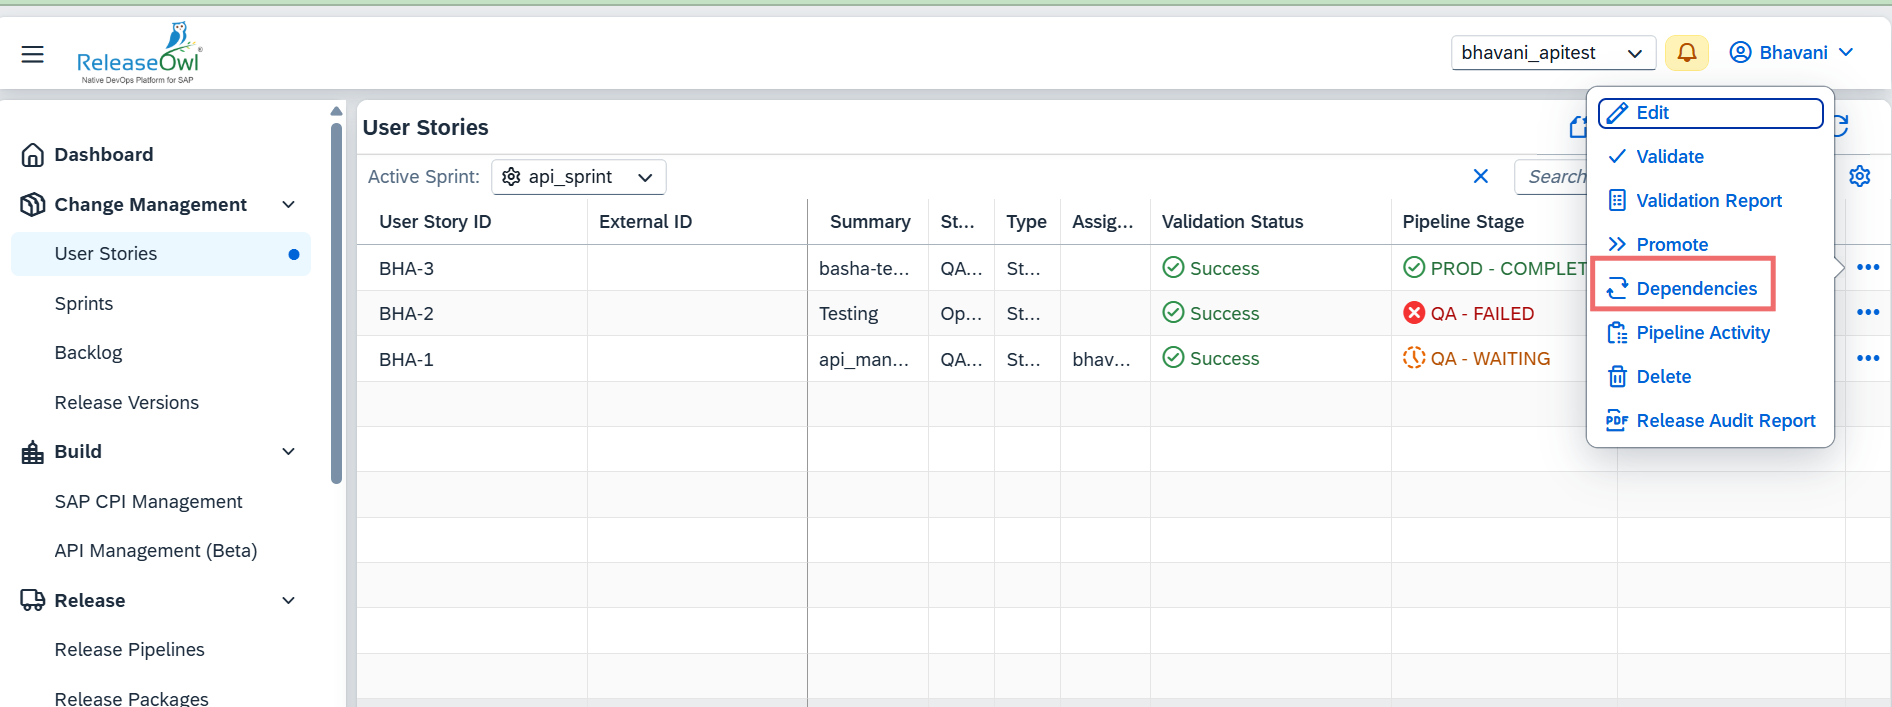 ReleaseOwl
Native DevOps Platform for SAP
bhavani_apitest
Bhavani
Dashboard
Change Management
User Stories
Sprints
Backlog
Release Versions
Build
SAP CPI Management
API Management (Beta)
Release
Release Pipelines
Release Packages
User Stories
Active Sprint: api_sprint
Search
User Story ID External ID Summary St... Type Assig... Validation Status Pipeline Stage
BHA-3 basha-te... QA... St... Success PROD - COMPLET
BHA-2 Testing Op... St... Success QA - FAILED
BHA-1 api_man... QA... St... bhav... Success QA - WAITING
Edit
Validate
Validation Report
Promote
Dependencies
Pipeline Activity
Delete
PDF Release Audit Report